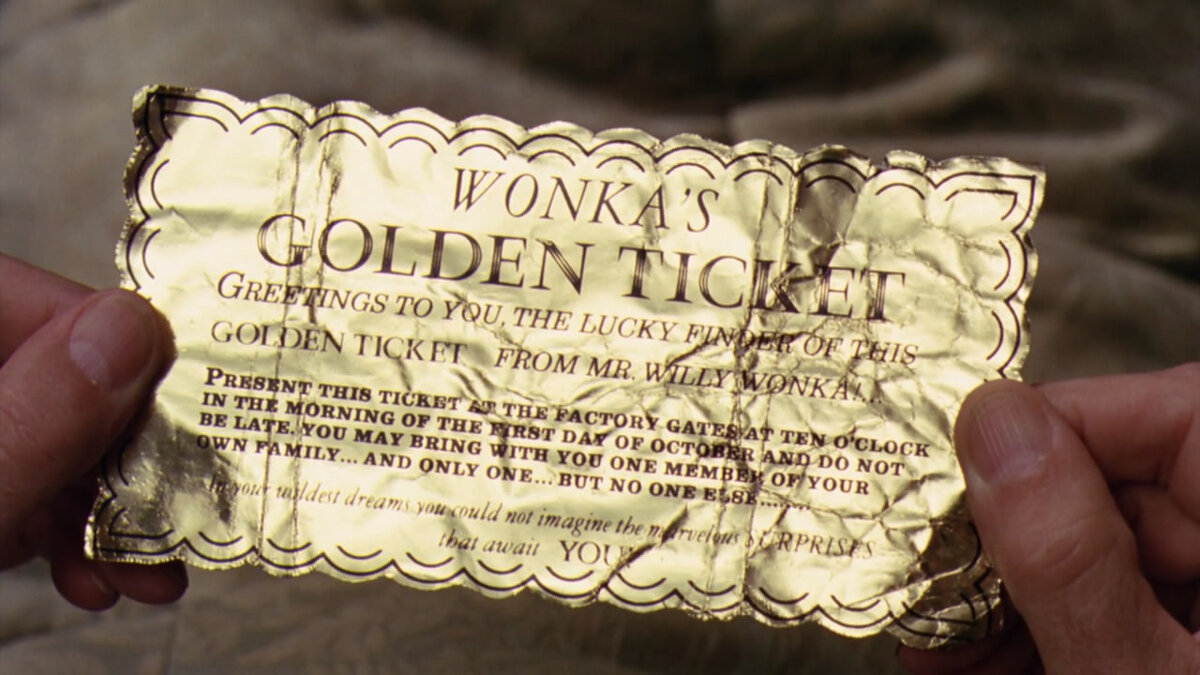 WONKA'S
GOLDEN TICKET
GREETINGS TO YOU, THE LUCKY FINDER OF THIS
GOLDEN TICKET FROM MR. WILLY WONKA!...
PRESENT THIS TICKET AT THE FACTORY GATES AT TEN O'CLOCK
IN THE MORNING OF THE FIRST DAY OF OCTOBER AND DO NOT
BE LATE. YOU MAY BRING WITH YOU ONE MEMBER OF YOUR
OWN FAMILY... AND ONLY ONE... BUT NO ONE ELSE........
In your wildest dreams you could not imagine the marvelous SURPRISES
that await YOU!